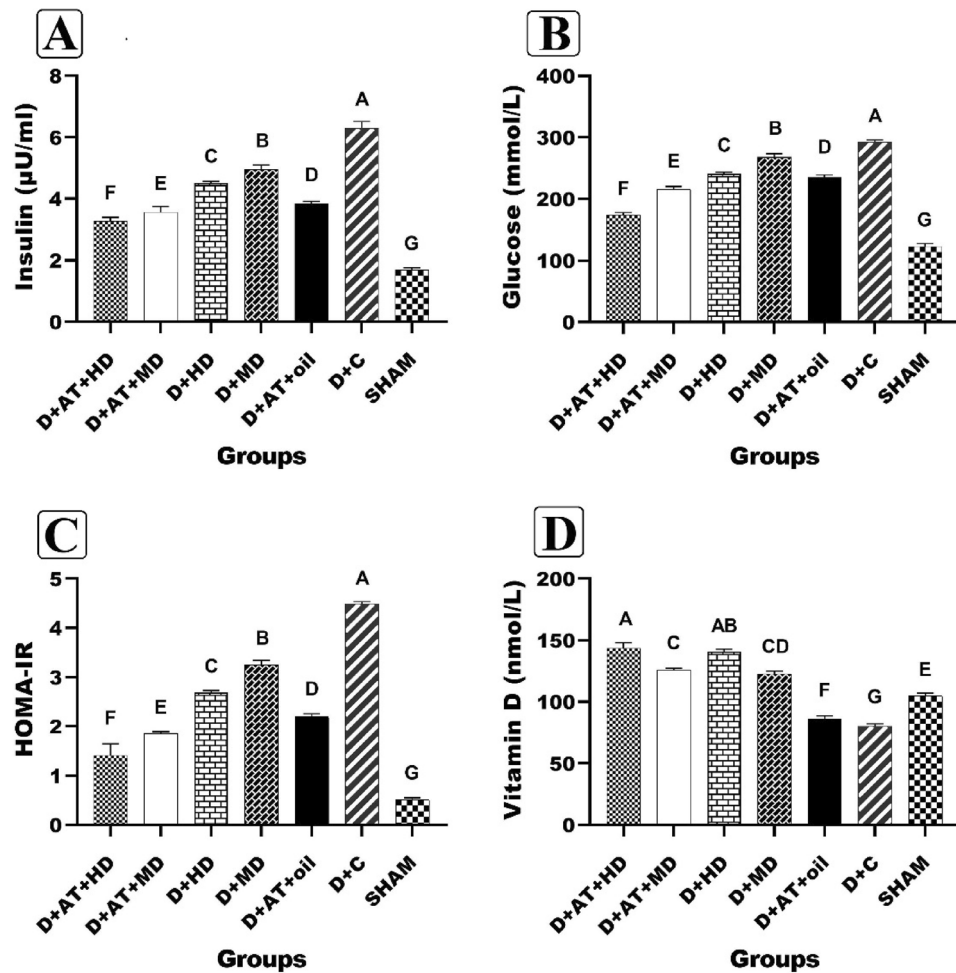 A
Insulin (µU/ml)
8
6
4
2
0
F
E
C
B
D
A
G
D+AT+HD
D+AT+MD
D+HD
D+MD
D+AT+oil
D+C
SHAM
Groups
B
Glucose (mmol/L)
400
300
200
100
0
F
E
C
B
D
A
G
D+AT+HD
D+AT+MD
D+HD
D+MD
D+AT+oil
D+C
SHAM
Groups
C
HOMA-IR
5
4
3
2
1
0
F
E
C
B
D
A
G
D+AT+HD
D+AT+MD
D+HD
D+MD
D+AT+oil
D+C
SHAM
Groups
D
Vitamin D (nmol/L)
200
150
100
50
0
A
C
AB
CD
F
G
E
D+AT+HD
D+AT+MD
D+HD
D+MD
D+AT+oil
D+C
SHAM
Groups